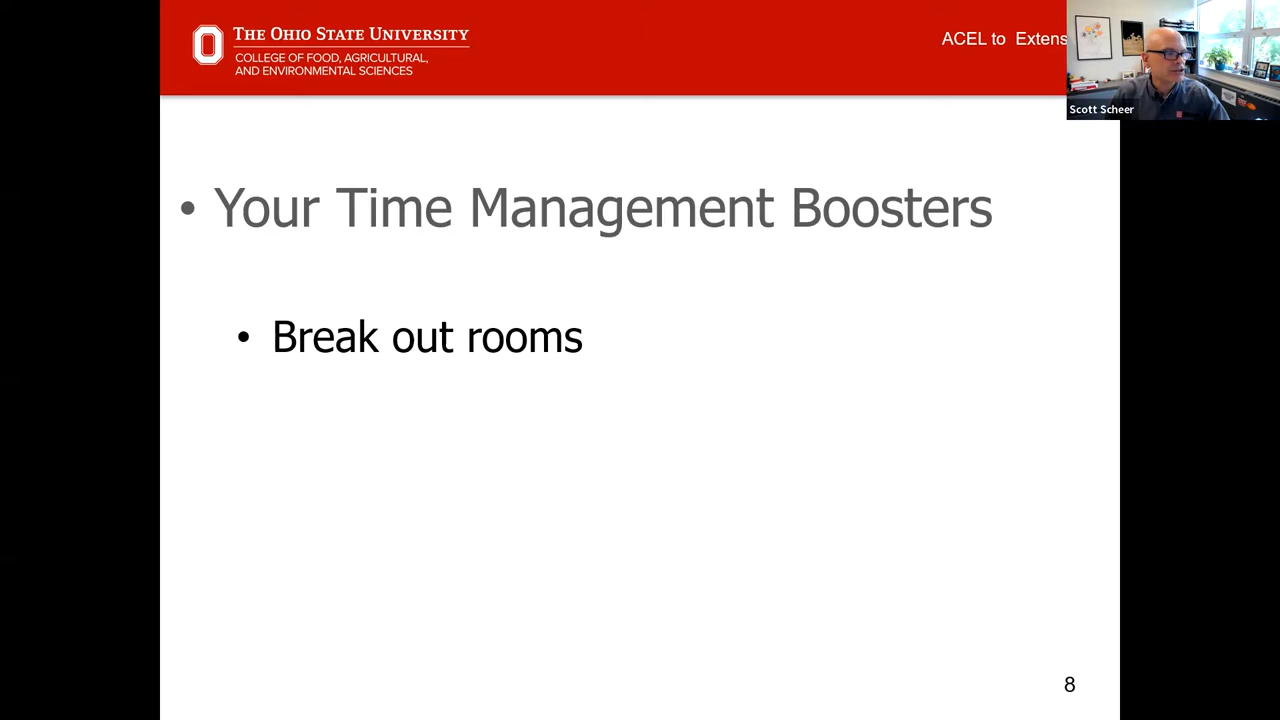 THE OHIO STATE UNIVERSITY
COLLEGE OF FOOD, AGRICULTURAL,
AND ENVIRONMENTAL SCIENCES
ACEL to Extens
Scott Scheer
• Your Time Management Boosters
• Break out rooms
8